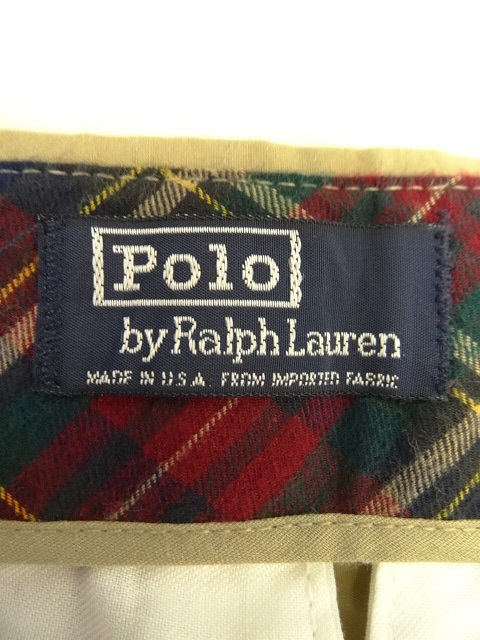 Polo
by Ralph Lauren
MADE IN U.S.A. FROM IMPORTED FABRIC